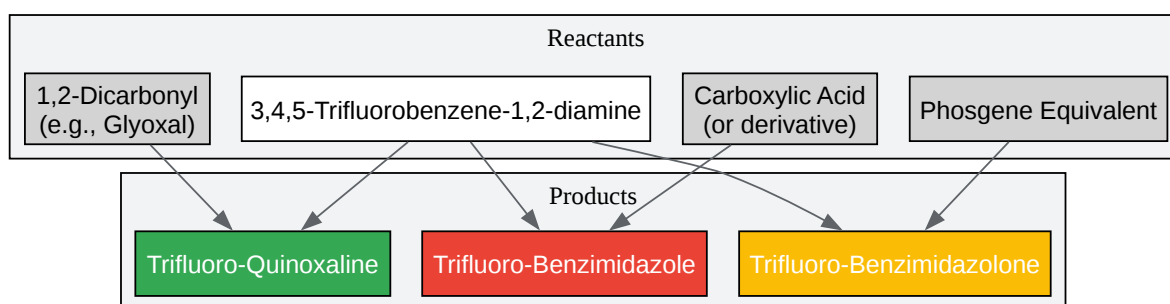 Reactants
1,2-Dicarbonyl
(e.g., Glyoxal)
3,4,5-Trifluorobenzene-1,2-diamine
Carboxylic Acid
(or derivative)
Phosgene Equivalent
Products
Trifluoro-Quinoxaline
Trifluoro-Benzimidazole
Trifluoro-Benzimidazolone